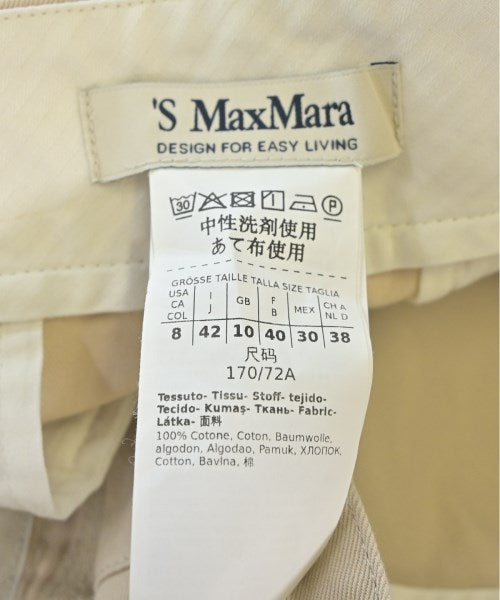 'S MaxMara
DESIGN FOR EASY LIVING
30 P
中性洗剤使用
あて布使用
GRÖSSE TAILLE TALLA SIZE TAGLIA
USA CA COL | I J | GB | F B | MEX | CH A NL D
8 | 42 | 10 | 40 | 30 | 38
尺码
170/72A
Tessuto- Tissu- Stoff- tejido-
Tecido- Kumaş- Ткань- Fabric-
Látka- 面料
100% Cotone, Coton, Baumwolle,
algodon, Algodao, Pamuk, ХЛОПОК,
Cotton, Bavlna, 棉